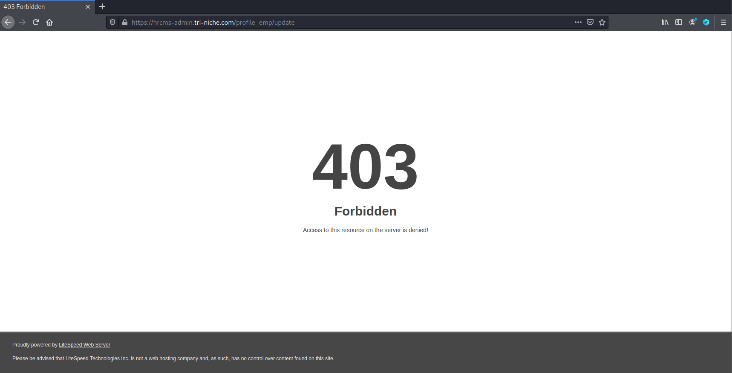 403 Forbidden
https://hrcms-admin.tri-niche.com/profile_emp/update
403
Forbidden
Access to this resource on the server is denied!
Proudly powered by LiteSpeed Web Server
Please be advised that LiteSpeed Technologies Inc. is not a web hosting company and, as such, has no control over content found on this site.